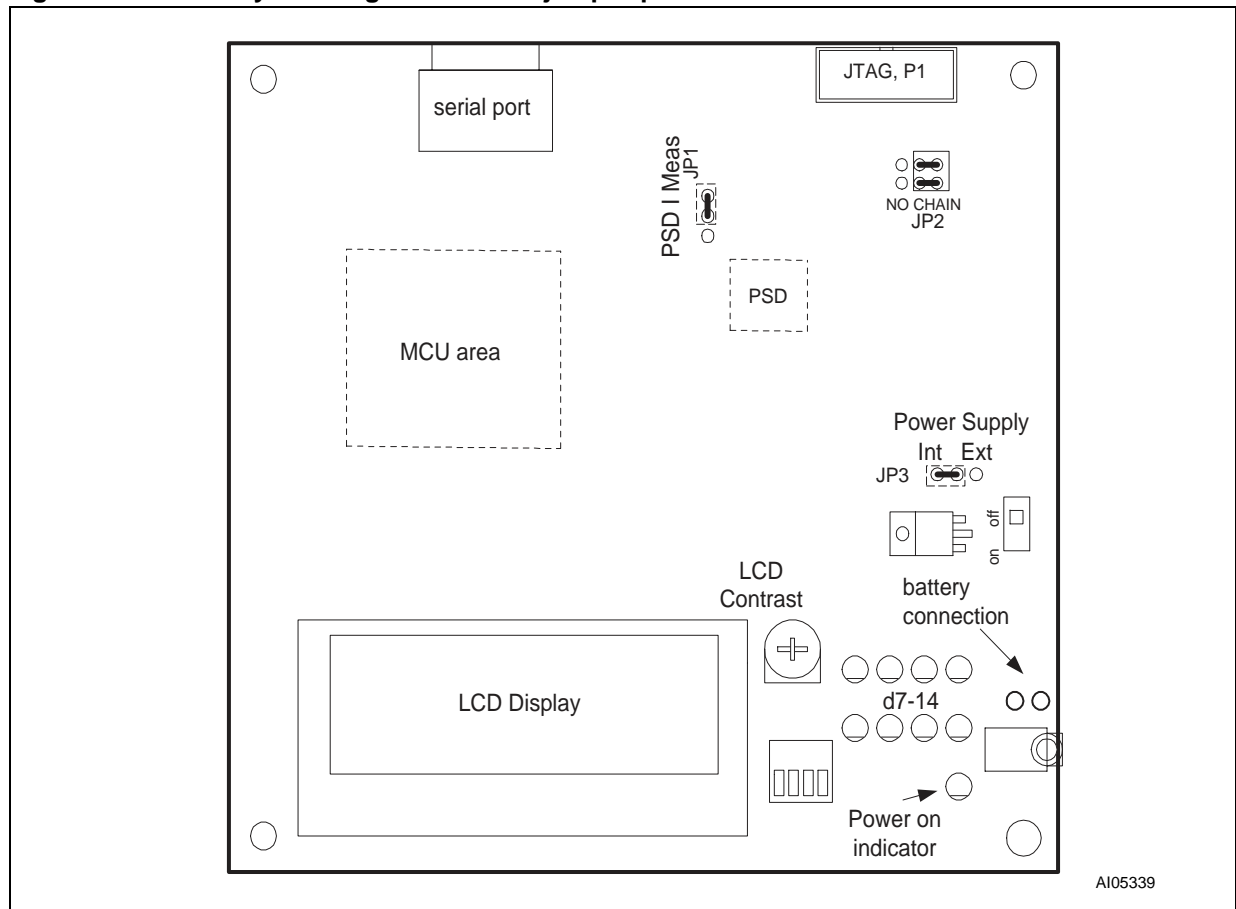 JTAG, P1
serial port
PSD I Meas
JP1
NO CHAIN
JP2
PSD
MCU area
Power Supply
Int Ext
JP3
off
on
LCD
Contrast
battery
connection
LCD Display
d7-14
Power on
indicator
AI05339